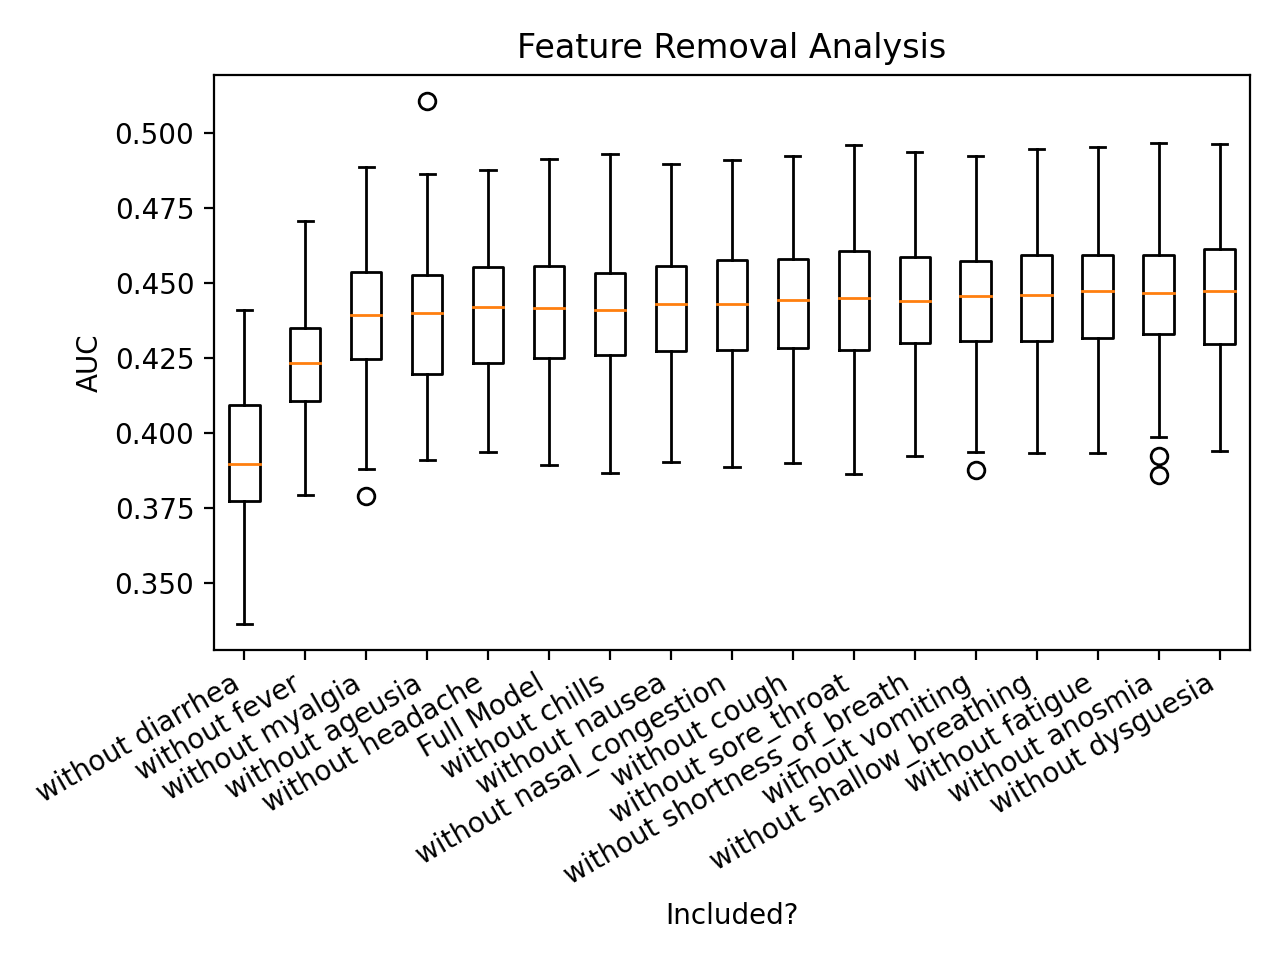 Feature Removal Analysis
0.500
0.475
0.450
0.425
0.400
0.375
0.350
AUC
without diarrhea
without fever
without myalgia
without ageusia
without headache
Full Model
without chills
without nausea
without nasal_congestion
without cough
without sore_throat
without shortness_of_breath
without vomiting
without shallow_breathing
without fatigue
without anosmia
without dysguesia
Included?